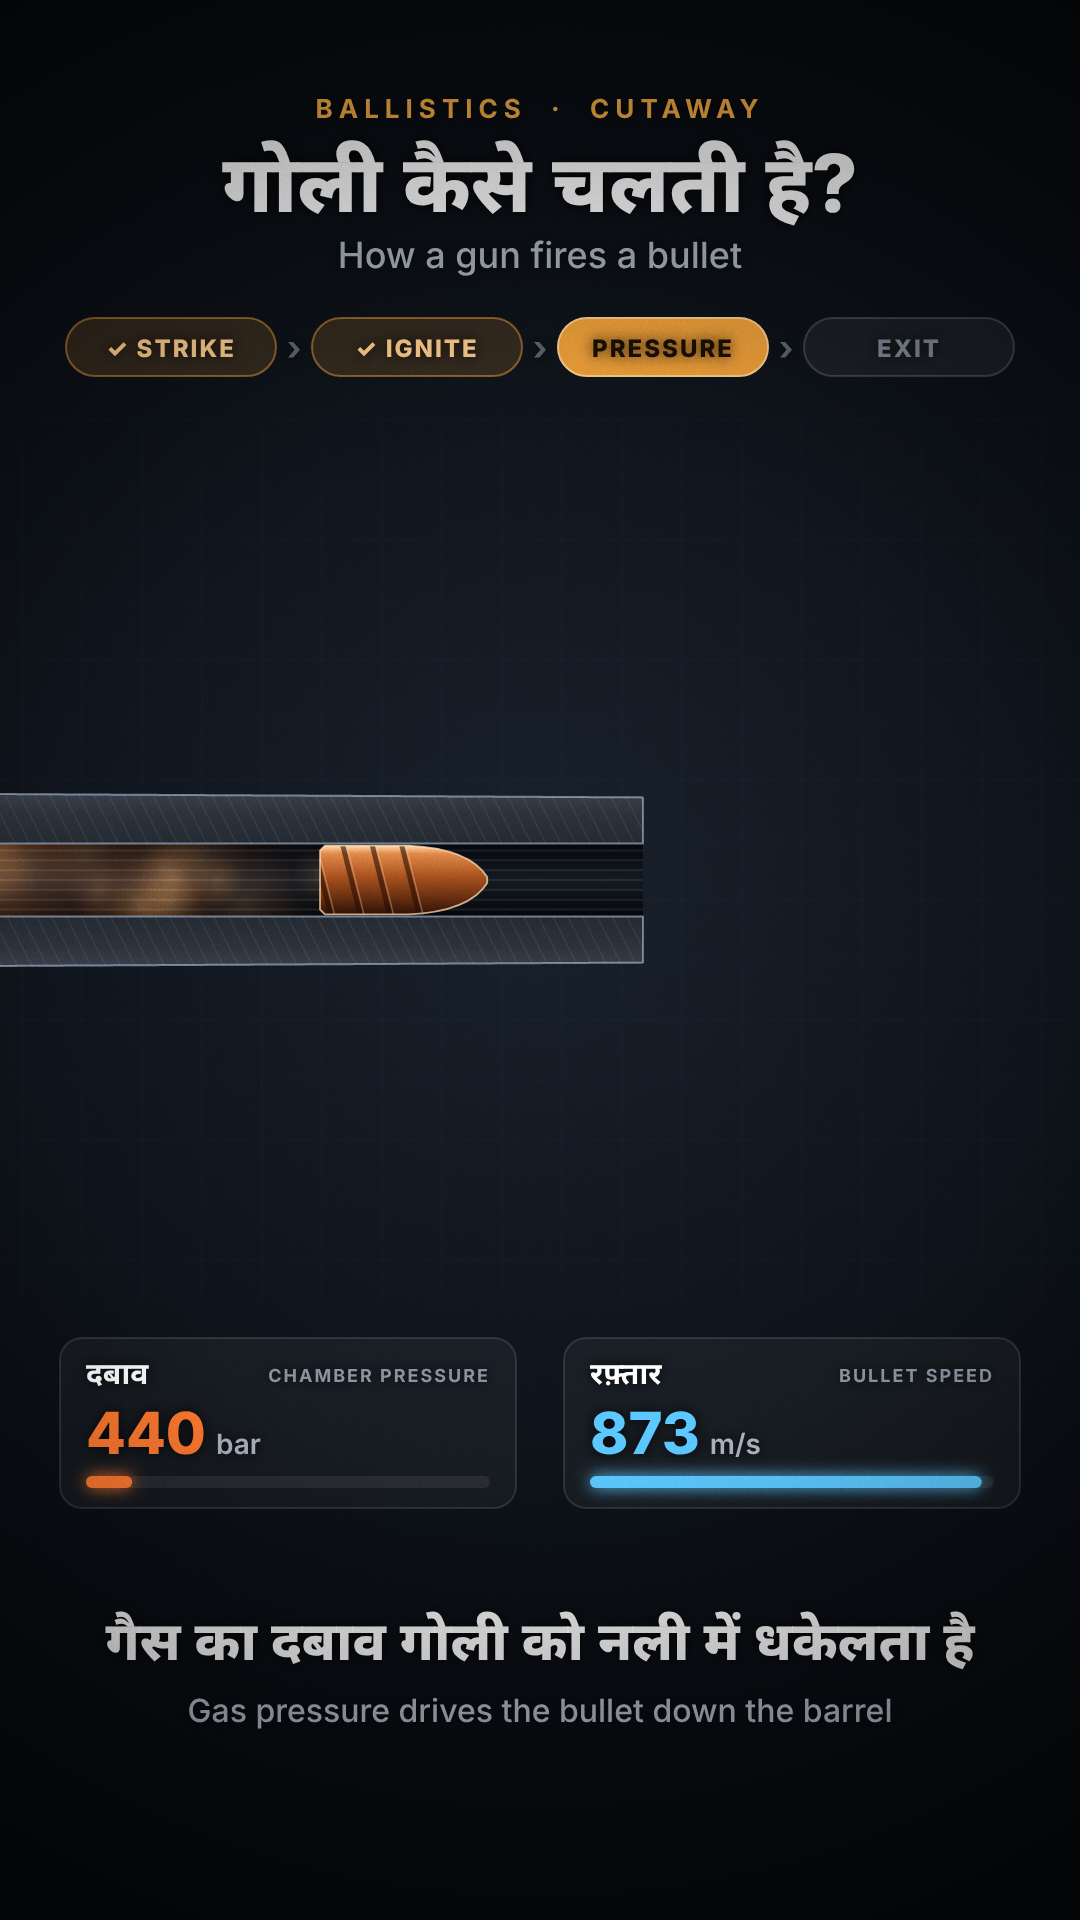 BALLISTICS · CUTAWAY
गोली कैसे चलती है?
How a gun fires a bullet
✓ STRIKE › ✓ IGNITE › PRESSURE › EXIT
दबाव CHAMBER PRESSURE
440 bar
रफ़्तार BULLET SPEED
873 m/s
गैस का दबाव गोली को नली में धकेलता है
Gas pressure drives the bullet down the barrel